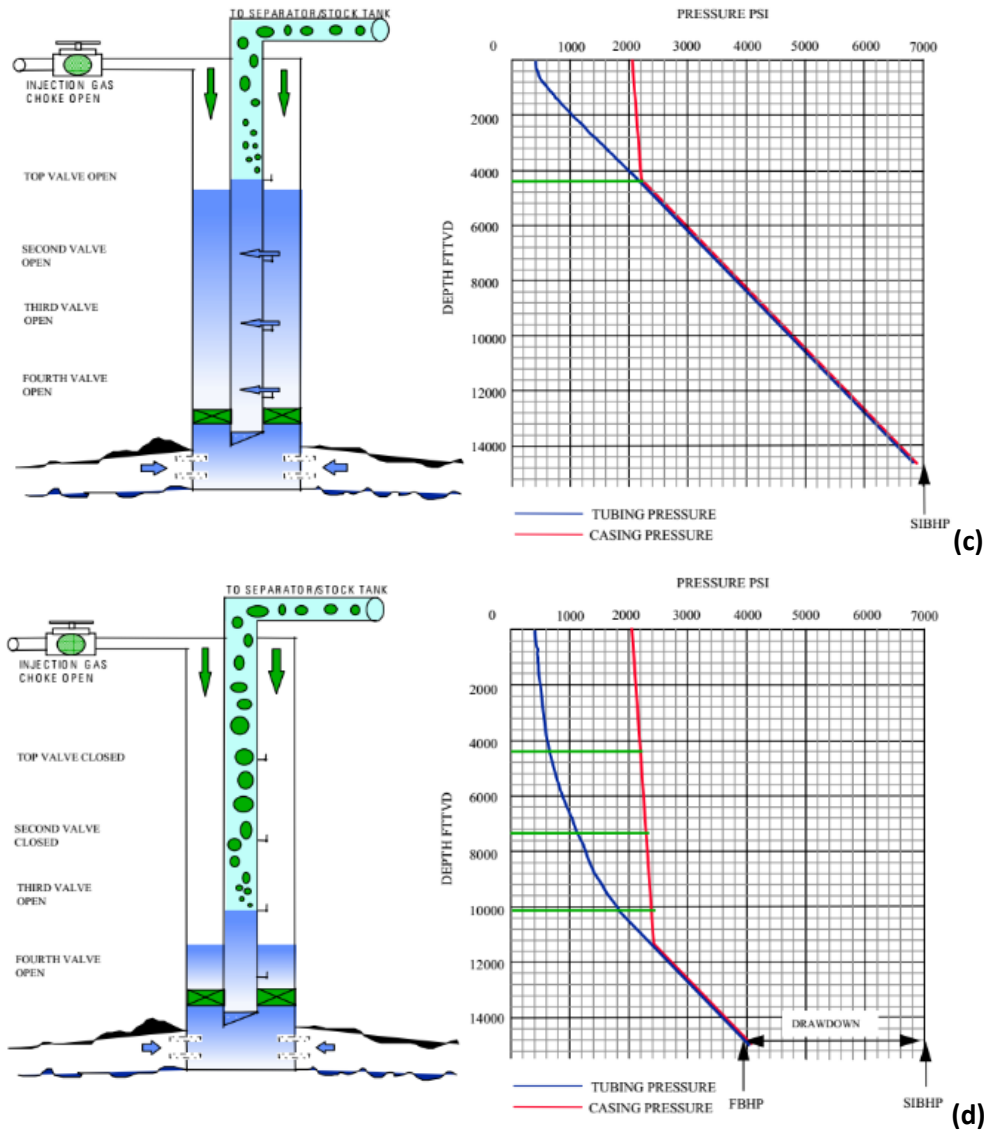 TO SEPARATOR/STOCK TANK
INJECTION GAS
CHOKE OPEN
TOP VALVE OPEN
SECOND VALVE
OPEN
THIRD VALVE
OPEN
FOURTH VALVE
OPEN
PRESSURE PSI
0 1000 2000 3000 4000 5000 6000 7000
DEPTH FTTVD
2000
4000
6000
8000
10000
12000
14000
TUBING PRESSURE
CASING PRESSURE
SIBHP
(c)
TO SEPARATOR/STOCK TANK
INJECTION GAS
CHOKE OPEN
TOP VALVE CLOSED
SECOND VALVE
CLOSED
THIRD VALVE
OPEN
FOURTH VALVE
OPEN
PRESSURE PSI
0 1000 2000 3000 4000 5000 6000 7000
DEPTH FTTVD
2000
4000
6000
8000
10000
12000
14000
DRAWDOWN
TUBING PRESSURE
CASING PRESSURE
FBHP
SIBHP
(d)